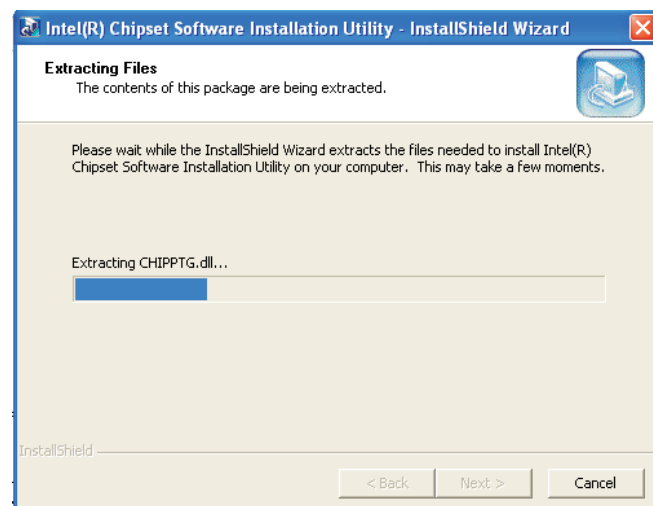 Intel(R) Chipset Software Installation Utility - InstallShield Wizard
Extracting Files
The contents of this package are being extracted.
Please wait while the InstallShield Wizard extracts the files needed to install Intel(R)
Chipset Software Installation Utility on your computer.  This may take a few moments.
Extracting CHIPPTG.dll...
InstallShield
< Back
Next >
Cancel